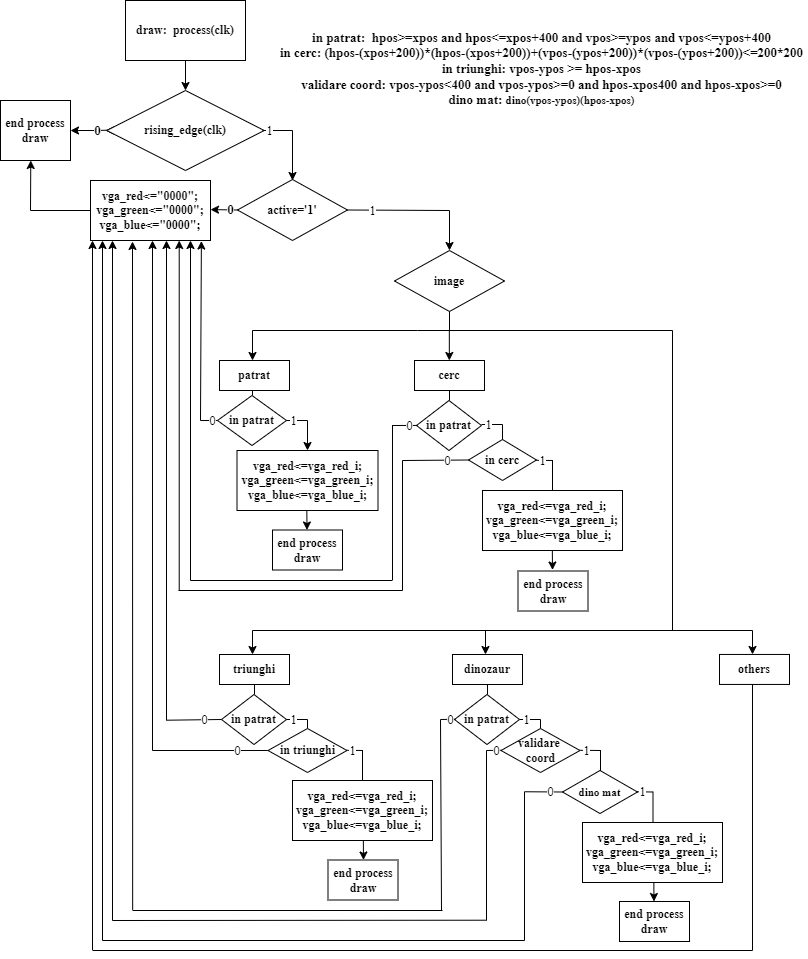 draw: process(clk)
in patrat: hpos>=xpos and hpos<=xpos+400 and vpos>=ypos and vpos<=ypos+400
in cerc: (hpos-(xpos+200))*(hpos-(xpos+200))+(vpos-(ypos+200))*(vpos-(ypos+200))<=200*200
in triunghi: vpos-ypos >= hpos-xpos
validare coord: vpos-ypos<400 and vpos-ypos>=0 and hpos-xpos400 and hpos-xpos>=0
dino mat: dino(vpos-ypos)(hpos-xpos)
end process
draw
0
rising_edge(clk)
1
vga_red<="0000";
vga_green<="0000";
vga_blue<="0000";
0
active='1'
1
image
patrat
cerc
0
in patrat
1
0
in patrat
1
vga_red<=vga_red_i;
vga_green<=vga_green_i;
vga_blue<=vga_blue_i;
0
in cerc
1
end process
draw
vga_red<=vga_red_i;
vga_green<=vga_green_i;
vga_blue<=vga_blue_i;
end process
draw
triunghi
dinozaur
others
0
in patrat
1
0
in patrat
1
0
in triunghi
1
0
validare
coord
1
vga_red<=vga_red_i;
vga_green<=vga_green_i;
vga_blue<=vga_blue_i;
0
dino mat
1
end process
draw
vga_red<=vga_red_i;
vga_green<=vga_green_i;
vga_blue<=vga_blue_i;
end process
draw